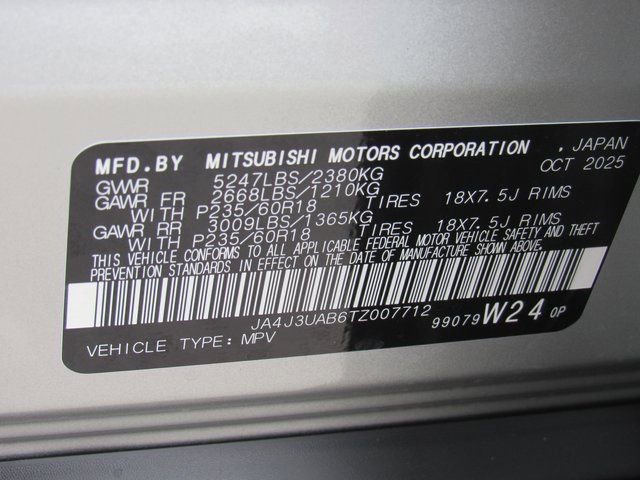 MFD.BY MITSUBISHI MOTORS CORPORATION , JAPAN
GVWR 5247LBS/2380KG OCT 2025
GAWR FR 2668LBS/1210KG
WITH P235/60R18 TIRES 18X7.5J RIMS
GAWR RR 3009LBS/1365KG
WITH P235/60R18 TIRES 18X7.5J RIMS
THIS VEHICLE CONFORMS TO ALL APPLICABLE FEDERAL MOTOR VEHICLE SAFETY AND THEFT
PREVENTION STANDARDS IN EFFECT ON THE DATE OF MANUFACTURE SHOWN ABOVE.
JA4J3UAB6TZ007712
99079 W24 OP
VEHICLE TYPE: MPV